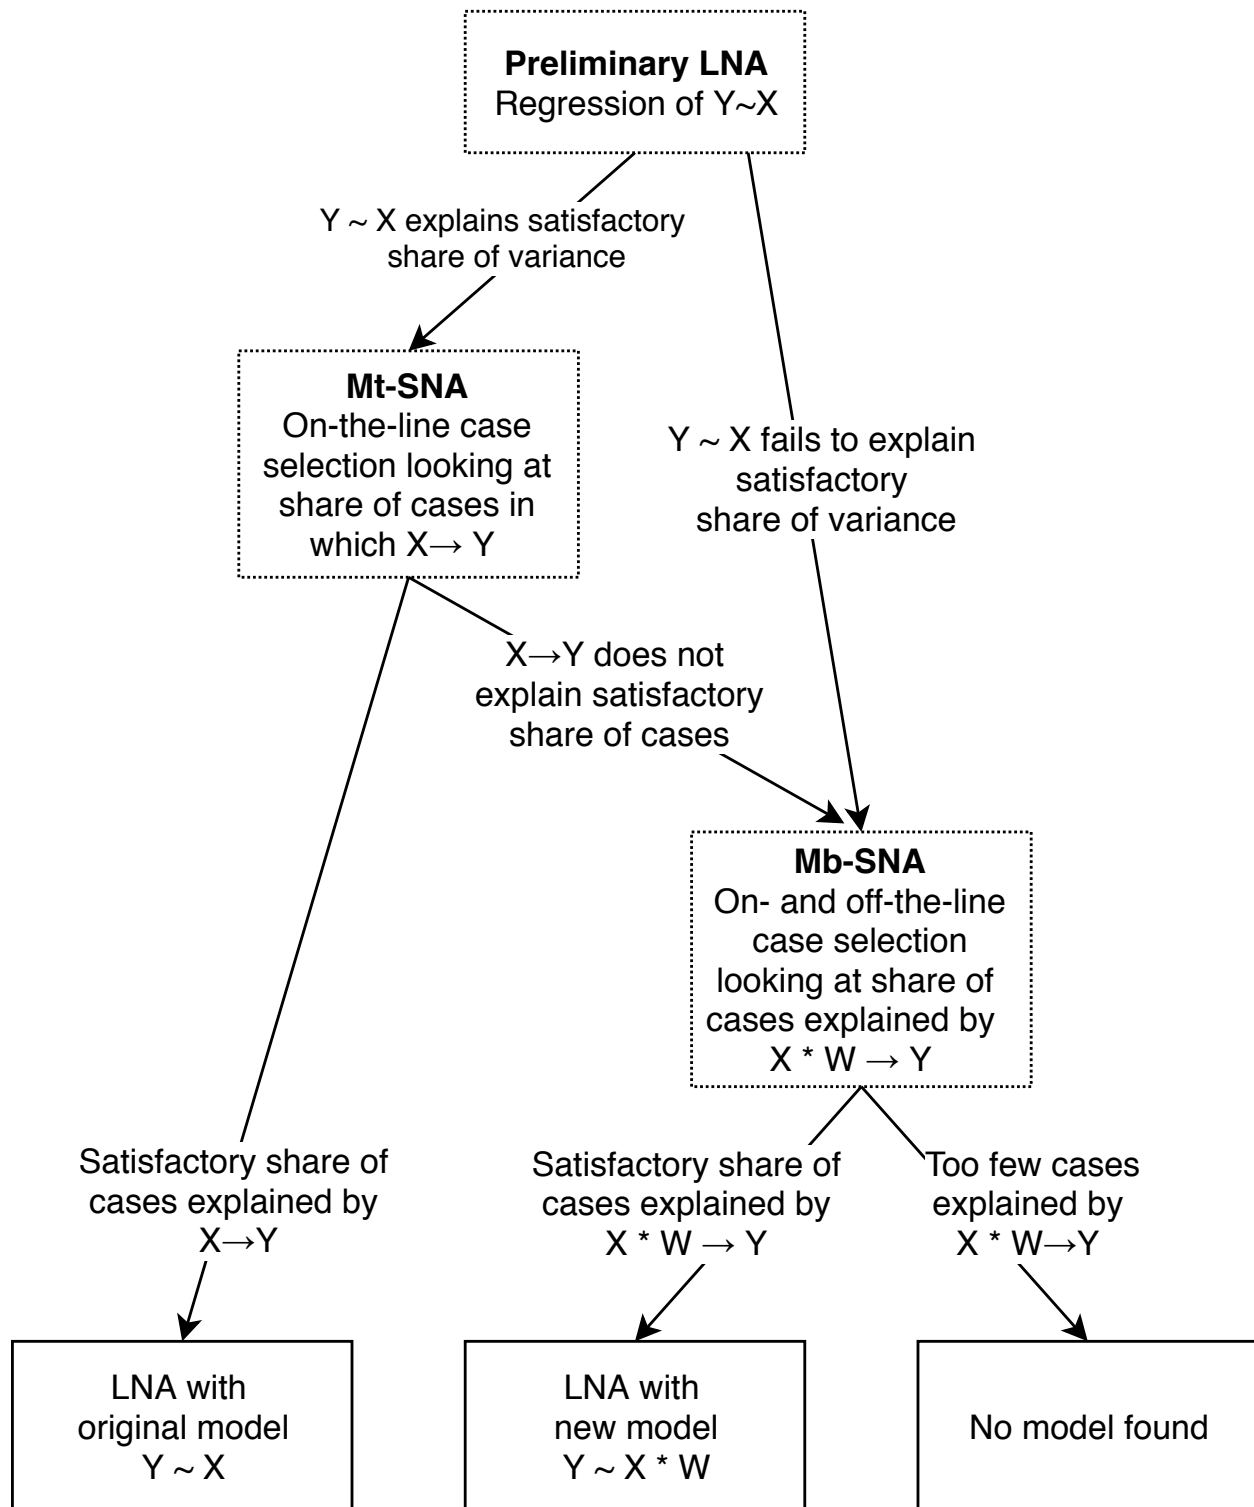 Preliminary LNA
Regression of Y~X
Y ~ X explains satisfactory
share of variance
Mt-SNA
On-the-line case
selection looking at
share of cases in
which X→ Y
Y ~ X fails to explain
satisfactory
share of variance
X→Y does not
explain satisfactory
share of cases
Mb-SNA
On- and off-the-line
case selection
looking at share of
cases explained by
X * W → Y
Satisfactory share of
cases explained by
X→Y
Satisfactory share of
cases explained by
X * W → Y
Too few cases
explained by
X * W→Y
LNA with
original model
Y ~ X
LNA with
new model
Y ~ X * W
No model found